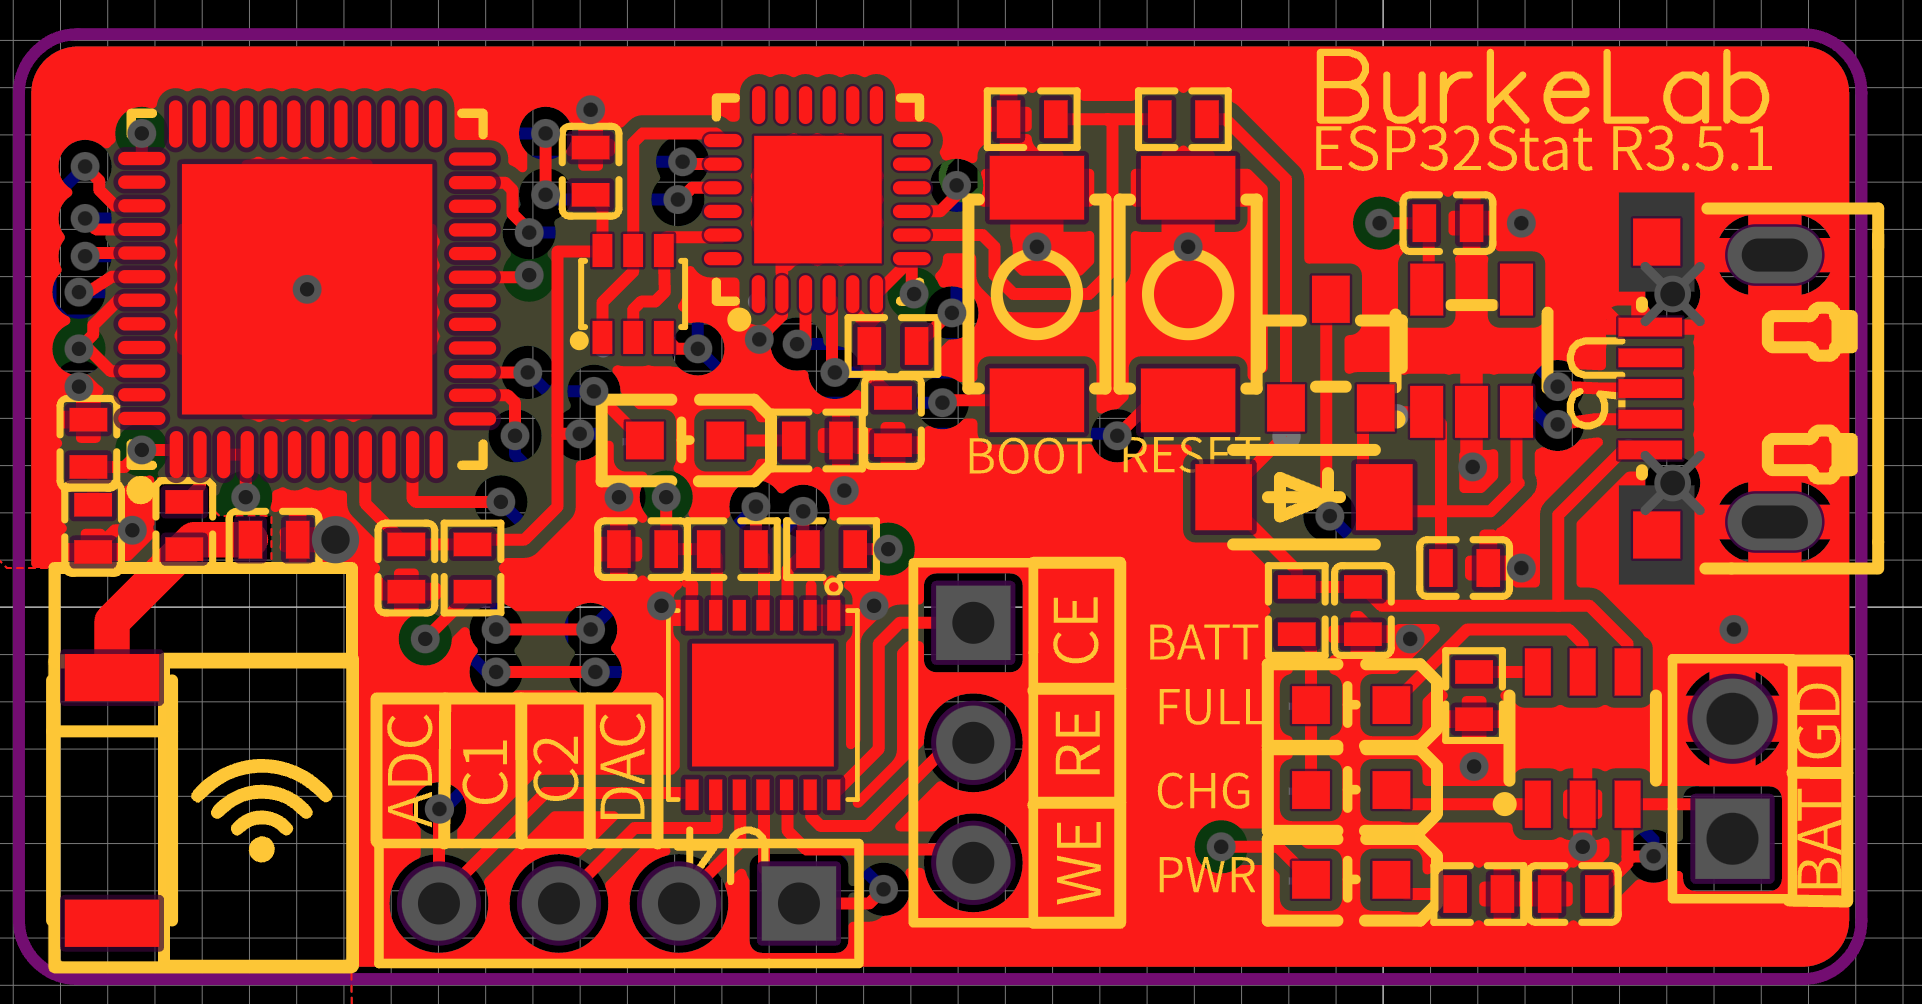 BurkeLab
ESP32Stat R3.5.1
BOOT RESET
CE
RE
WE
BATT
FULL
CHG
PWR
ADC
C1
C2
DAC
GD
BAT